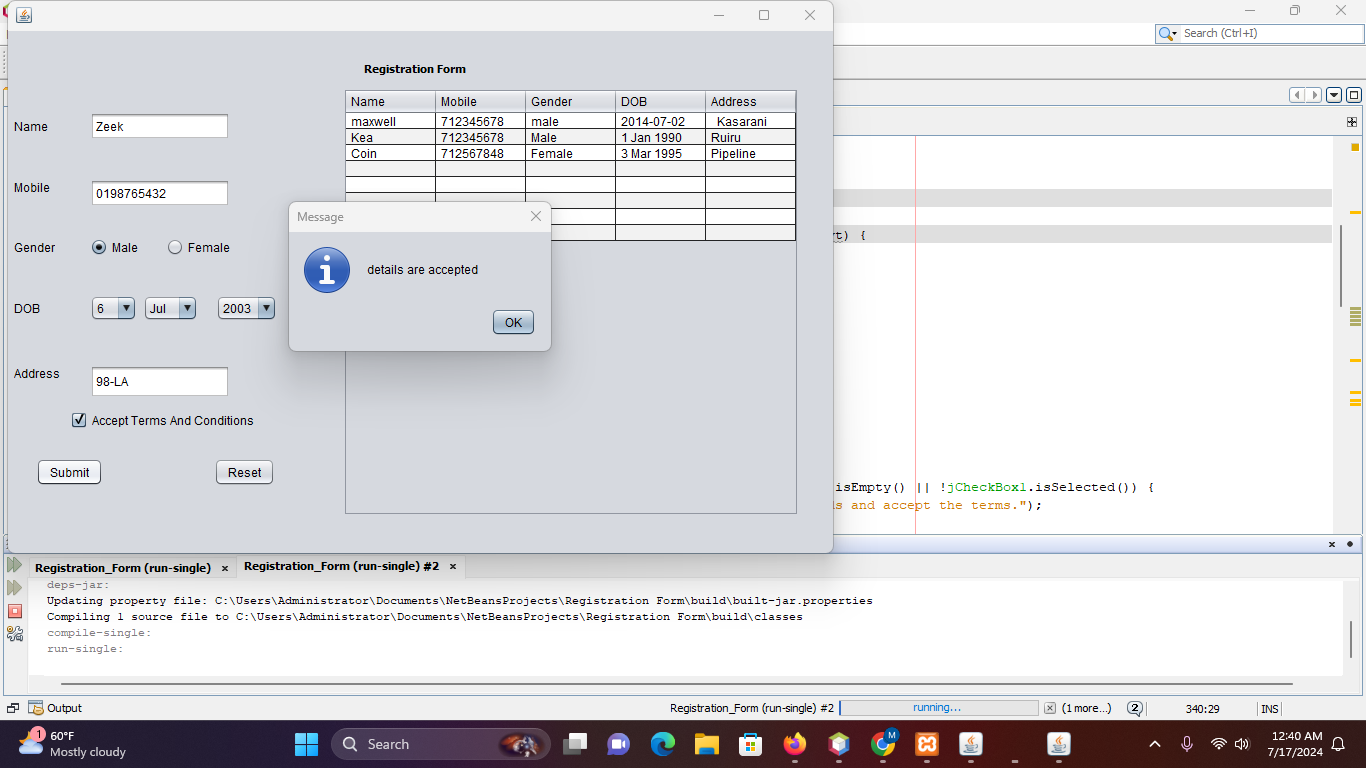 Search (Ctrl+I)
Registration Form
Name Mobile Gender DOB Address
maxwell 712345678 male 2014-07-02 Kasarani
Kea 712345678 Male 1 Jan 1990 Ruiru
Coin 712567848 Female 3 Mar 1995 Pipeline
Name Zeek
Mobile 0198765432
Gender Male Female
DOB 6 Jul 2003
Address 98-LA
Accept Terms And Conditions
Submit Reset
Message
details are accepted
OK
) {
isEmpty() || !jCheckBox1.isSelected()) {
and accept the terms.");
Registration_Form (run-single) × Registration_Form (run-single) #2 ×
deps-jar:
Updating property file: C:\Users\Administrator\Documents\NetBeansProjects\Registration Form\build\built-jar.properties
Compiling 1 source file to C:\Users\Administrator\Documents\NetBeansProjects\Registration Form\build\classes
compile-single:
run-single:
Output Registration_Form (run-single) #2 running... (1 more...) 2 340:29 INS
1 60°F
Mostly cloudy
Search
M
12:40 AM
7/17/2024